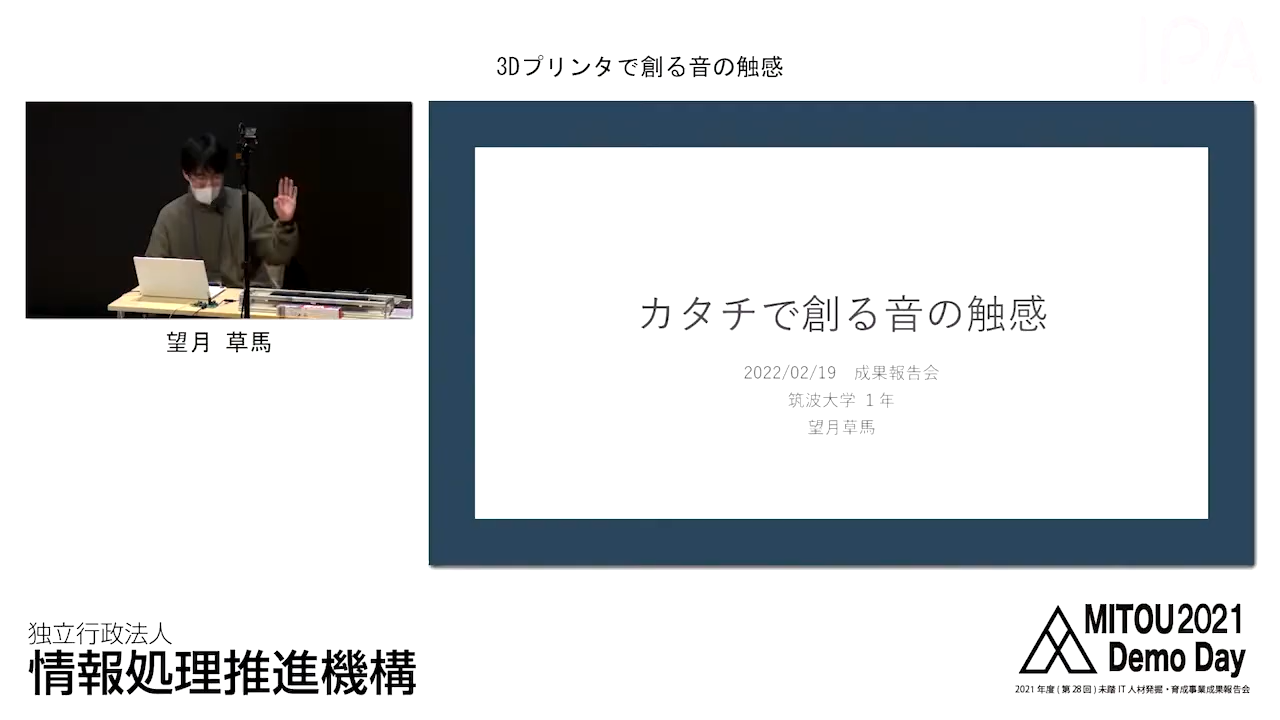 IPA
3Dプリンタで創る音の触感
カタチで創る音の触感
2022/02/19 成果報告会
筑波大学 1年
望月草馬
望月 草馬
独立行政法人
情報処理推進機構
MITOU2021
Demo Day
2021年度(第28回)未踏IT人材発掘・育成事業成果報告会